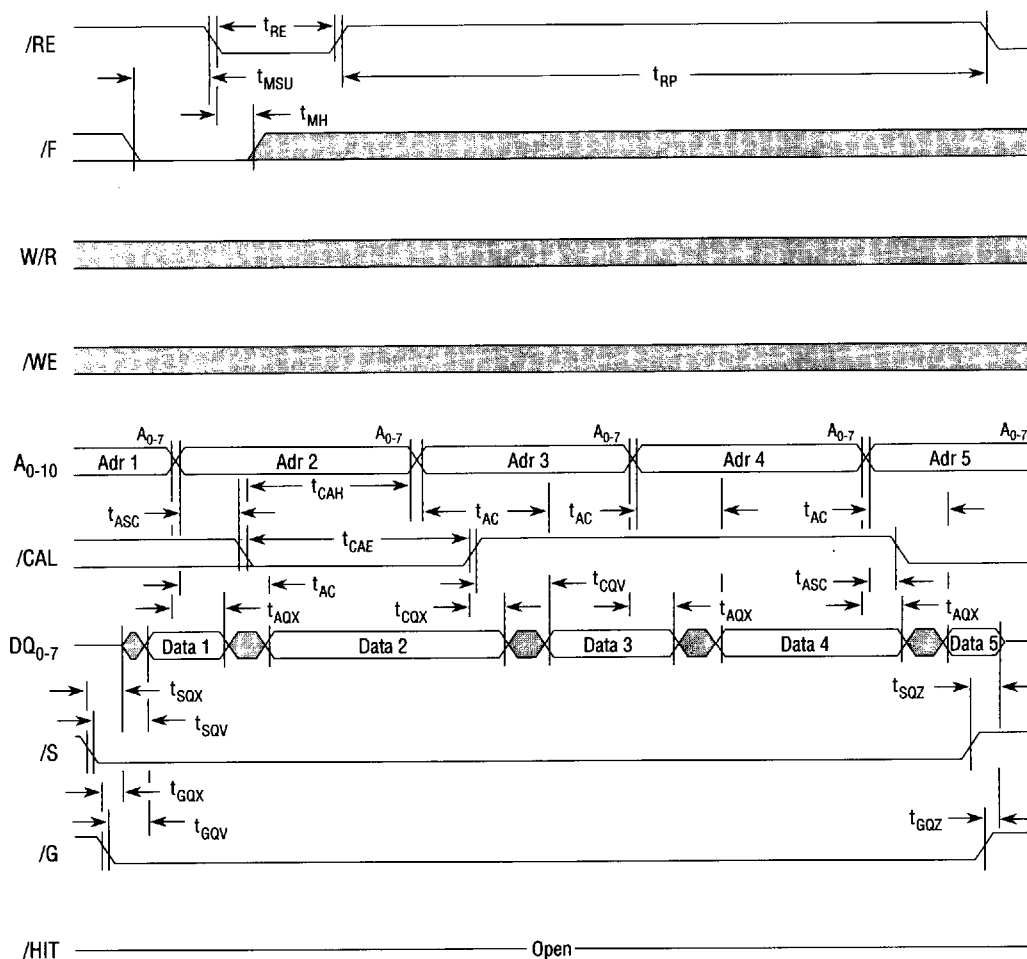 /RE
t_RE
t_MSU
t_RP
t_MH
/F
W/R
/WE
A_0-7 A_0-7 A_0-7 A_0-7 A_0-7
A_0-10 Adr 1 Adr 2 Adr 3 Adr 4 Adr 5
t_CAH
t_ASC t_AC t_AC t_AC
/CAL t_CAE
t_AC t_CQV t_ASC
t_AQX t_CQX t_AQX t_AQX
DQ_0-7 Data 1 Data 2 Data 3 Data 4 Data 5
t_SQX t_SQZ
t_SQV
/S
t_GQX
t_GQV t_GQZ
/G
/HIT Open